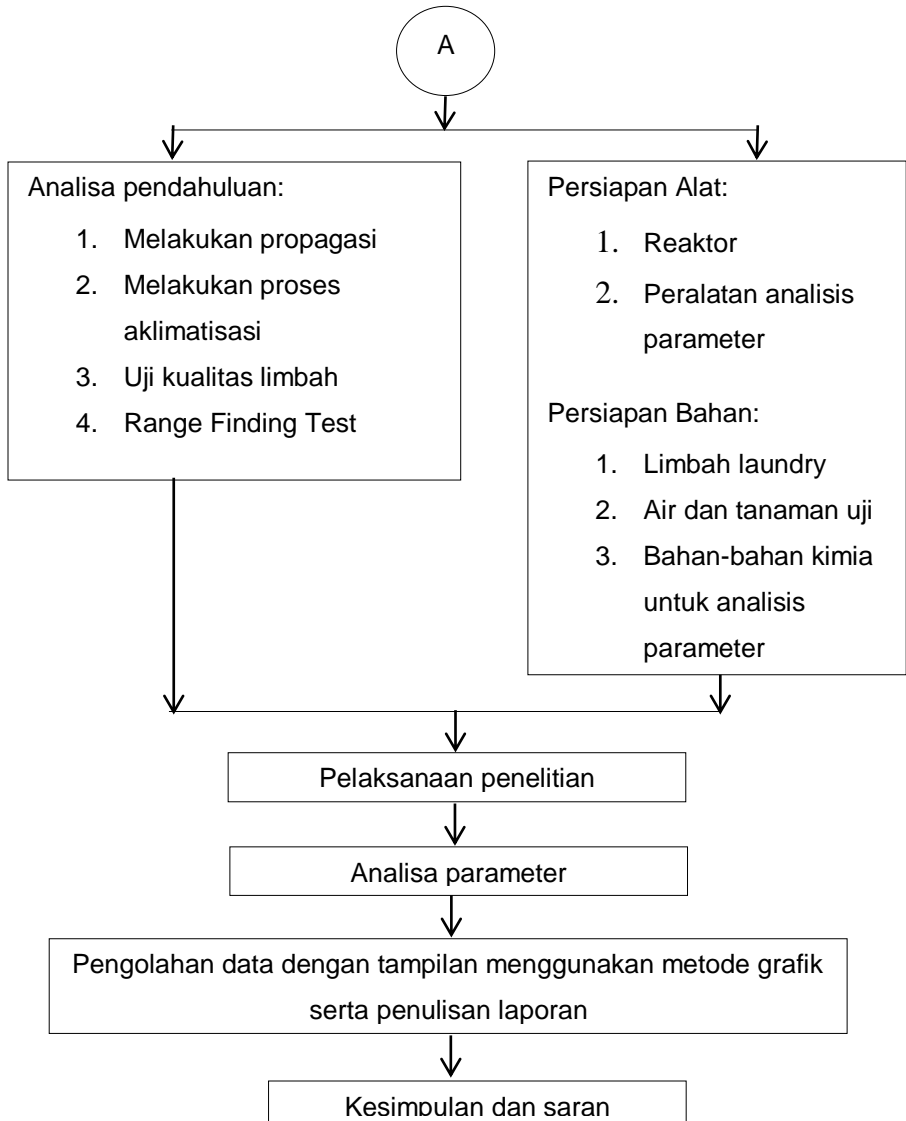 A
Analisa pendahuluan:
1. Melakukan propagasi
2. Melakukan proses
aklimatisasi
3. Uji kualitas limbah
4. Range Finding Test
Persiapan Alat:
1. Reaktor
2. Peralatan analisis
parameter
Persiapan Bahan:
1. Limbah laundry
2. Air dan tanaman uji
3. Bahan-bahan kimia
untuk analisis
parameter
Pelaksanaan penelitian
Analisa parameter
Pengolahan data dengan tampilan menggunakan metode grafik
serta penulisan laporan
Kesimpulan dan saran